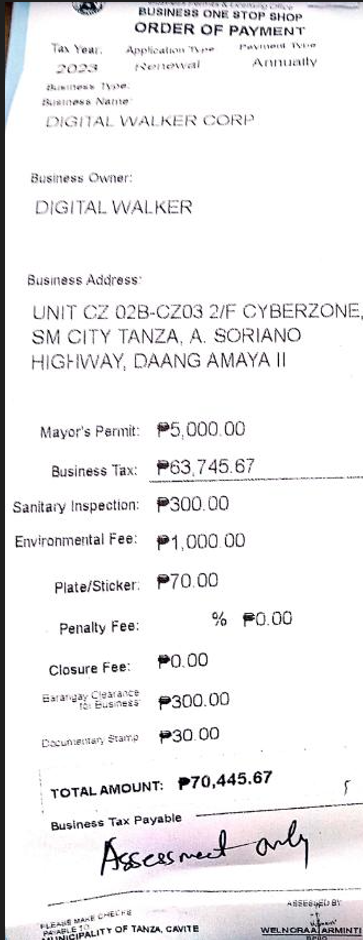 Business Permits & Licensing Office
BUSINESS ONE STOP SHOP
ORDER OF PAYMENT
Tax Year: Application Type Payment Type
2023 Renewal Annually
Business Type:
Business Name:
DIGITAL WALKER CORP
Business Owner:
DIGITAL WALKER
Business Address:
UNIT CZ 02B-CZ03 2/F CYBERZONE,
SM CITY TANZA, A. SORIANO
HIGHWAY, DAANG AMAYA II
Mayor's Permit: ₱5,000.00
Business Tax: ₱63,745.67
Sanitary Inspection: ₱300.00
Environmental Fee: ₱1,000.00
Plate/Sticker: ₱70.00
Penalty Fee: % ₱0.00
Closure Fee: ₱0.00
Barangay Clearance
for Business: ₱300.00
Documentary Stamp ₱30.00
TOTAL AMOUNT: ₱70,445.67
Business Tax Payable
Assessment only
PLEASE MAKE CHECKS
PAYABLE TO
MUNICIPALITY OF TANZA, CAVITE
ASSESSED BY
WELNORA A. ARMINTI